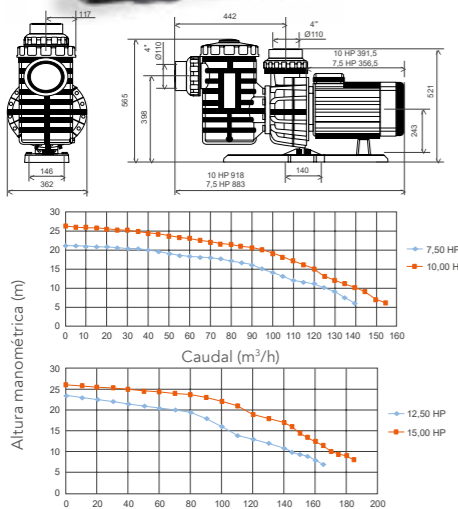 117
442
4"
Ø110
4"
Ø110
10 HP 391,5
7,5 HP 356,5
565
398
521
243
146
362
140
10 HP 918
7,5 HP 883
Altura manométrica (m)
30
25
20
15
10
5
0
0 10 20 30 40 50 60 70 80 90 100 110 120 130 140 150 160
7,50 HP
10,00 H
Caudal (m³/h)
30
25
20
15
10
5
0
0 20 40 60 80 100 120 140 160 180 200
12,50 HP
15,00 HP